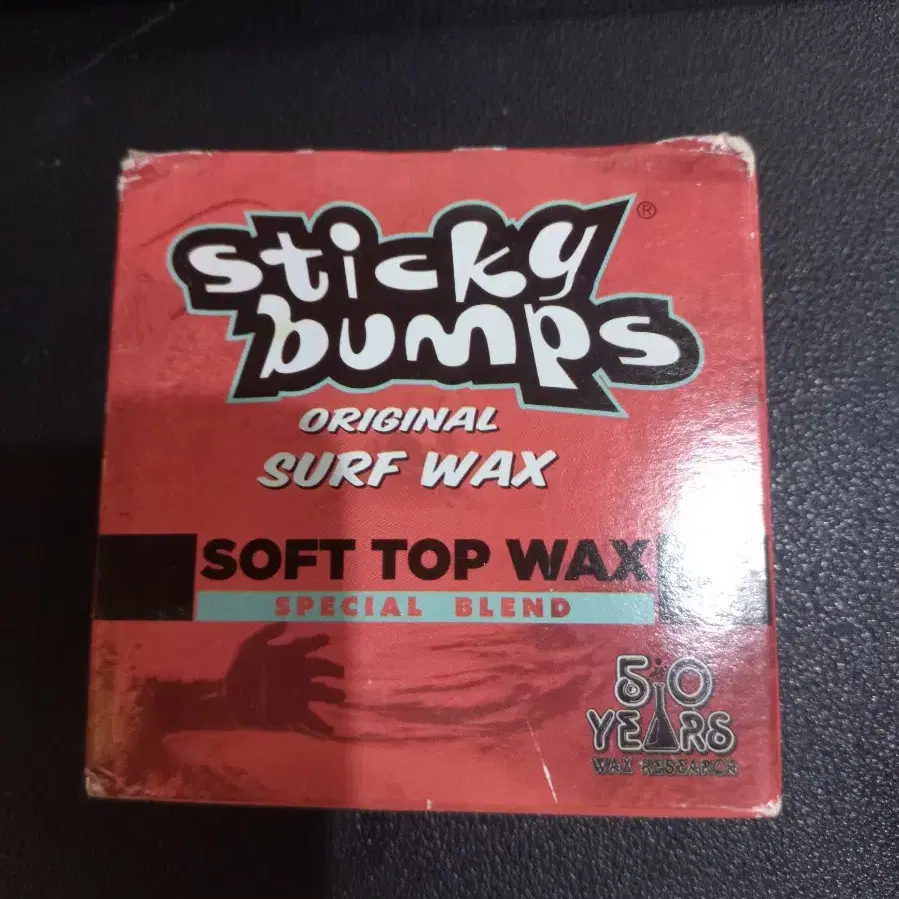 sticky
bumps®
ORIGINAL
SURF WAX
SOFT TOP WAX
SPECIAL BLEND
50
YEARS
WAX RESEARCH